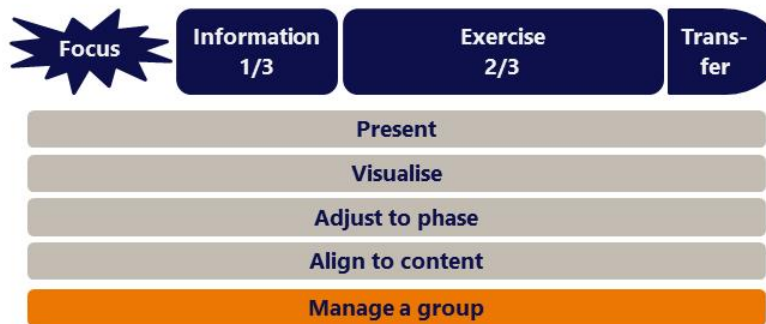 Focus
Information
1/3
Exercise
2/3
Trans-
fer
Present
Visualise
Adjust to phase
Align to content
Manage a group